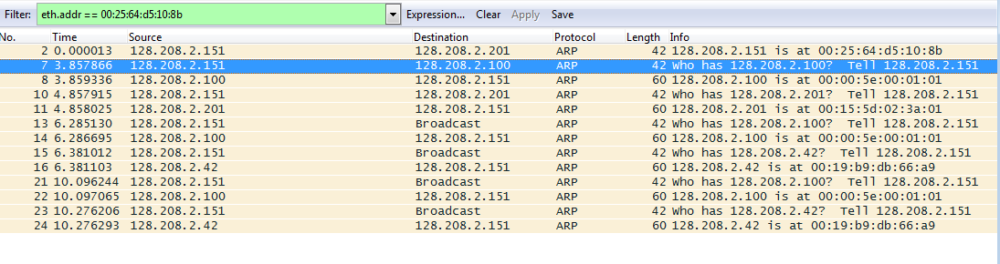 Filter: eth.addr == 00:25:64:d5:10:8b Expression... Clear Apply Save
No. Time Source Destination Protocol Length Info
2 0.000013 128.208.2.151 128.208.2.201 ARP 42 128.208.2.151 is at 00:25:64:d5:10:8b
7 3.857866 128.208.2.151 128.208.2.100 ARP 42 Who has 128.208.2.100? Tell 128.208.2.151
8 3.859336 128.208.2.100 128.208.2.151 ARP 60 128.208.2.100 is at 00:00:5e:00:01:01
10 4.857915 128.208.2.151 128.208.2.201 ARP 42 Who has 128.208.2.201? Tell 128.208.2.151
11 4.858025 128.208.2.201 128.208.2.151 ARP 60 128.208.2.201 is at 00:15:5d:02:3a:01
13 6.285130 128.208.2.151 Broadcast ARP 42 Who has 128.208.2.100? Tell 128.208.2.151
14 6.286695 128.208.2.100 128.208.2.151 ARP 60 128.208.2.100 is at 00:00:5e:00:01:01
15 6.381012 128.208.2.151 Broadcast ARP 42 Who has 128.208.2.42? Tell 128.208.2.151
16 6.381103 128.208.2.42 128.208.2.151 ARP 60 128.208.2.42 is at 00:19:b9:db:66:a9
21 10.096244 128.208.2.151 Broadcast ARP 42 Who has 128.208.2.100? Tell 128.208.2.151
22 10.097065 128.208.2.100 128.208.2.151 ARP 60 128.208.2.100 is at 00:00:5e:00:01:01
23 10.276206 128.208.2.151 Broadcast ARP 42 Who has 128.208.2.42? Tell 128.208.2.151
24 10.276293 128.208.2.42 128.208.2.151 ARP 60 128.208.2.42 is at 00:19:b9:db:66:a9